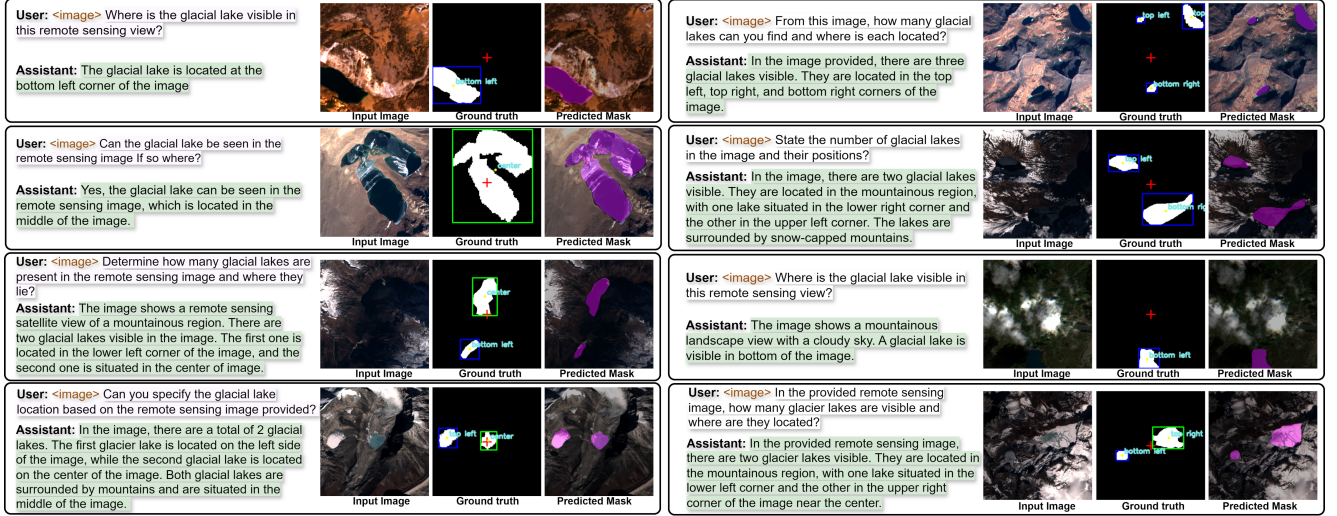 User: <image> Where is the glacial lake visible in
this remote sensing view?
Assistant: The glacial lake is located at the
bottom left corner of the image
bottom left
Input Image
Ground truth
Predicted Mask
User: <image> From this image, how many glacial
lakes can you find and where is each located?
Assistant: In the image provided, there are three
glacial lakes visible. They are located in the top
left, top right, and bottom right corners of the
image.
top left
top
bottom right
Input Image
Ground truth
Predicted Mask
User: <image> Can the glacial lake be seen in the
remote sensing image If so where?
Assistant: Yes, the glacial lake can be seen in the
remote sensing image, which is located in the
middle of the image.
center
Input Image
Ground truth
Predicted Mask
User: <image> State the number of glacial lakes
in the image and their positions?
Assistant: In the image, there are two glacial lakes
visible. They are located in the mountainous region,
with one lake situated in the lower right corner and
the other in the upper left corner. The lakes are
surrounded by snow-capped mountains.
top left
bottom rig
Input Image
Ground truth
Predicted Mask
User: <image> Determine how many glacial lakes are
present in the remote sensing image and where they
lie?
Assistant: The image shows a remote sensing
satellite view of a mountainous region. There are
two glacial lakes visible in the image. The first one is
located in the lower left corner of the image, and the
second one is situated in the center of image.
center
bottom left
Input Image
Ground truth
Predicted Mask
User: <image> Where is the glacial lake visible in
this remote sensing view?
Assistant: The image shows a mountainous
landscape view with a cloudy sky. A glacial lake is
visible in bottom of the image.
bottom left
Input Image
Ground truth
Predicted Mask
User: <image> Can you specify the glacial lake
location based on the remote sensing image provided?
Assistant: In the image, there are a total of 2 glacial
lakes. The first glacier lake is located on the left side
of the image, while the second glacial lake is located
on the center of the image. Both glacial lakes are
surrounded by mountains and are situated in the
middle of the image.
top left
center
Input Image
Ground truth
Predicted Mask
User: <image> In the provided remote sensing
image, how many glacier lakes are visible and
where are they located?
Assistant: In the provided remote sensing image,
there are two glacier lakes visible. They are located in
the mountainous region, with one lake situated in the
lower left corner and the other in the upper right
corner of the image near the center.
right
bottom left
Input Image
Ground truth
Predicted Mask